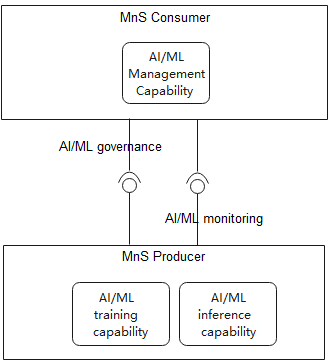 MnS Consumer
AI/ML
Management
Capability
AI/ML governance
AI/ML monitoring
MnS Producer
AI/ML
training
capability
AI/ML
inference
capability